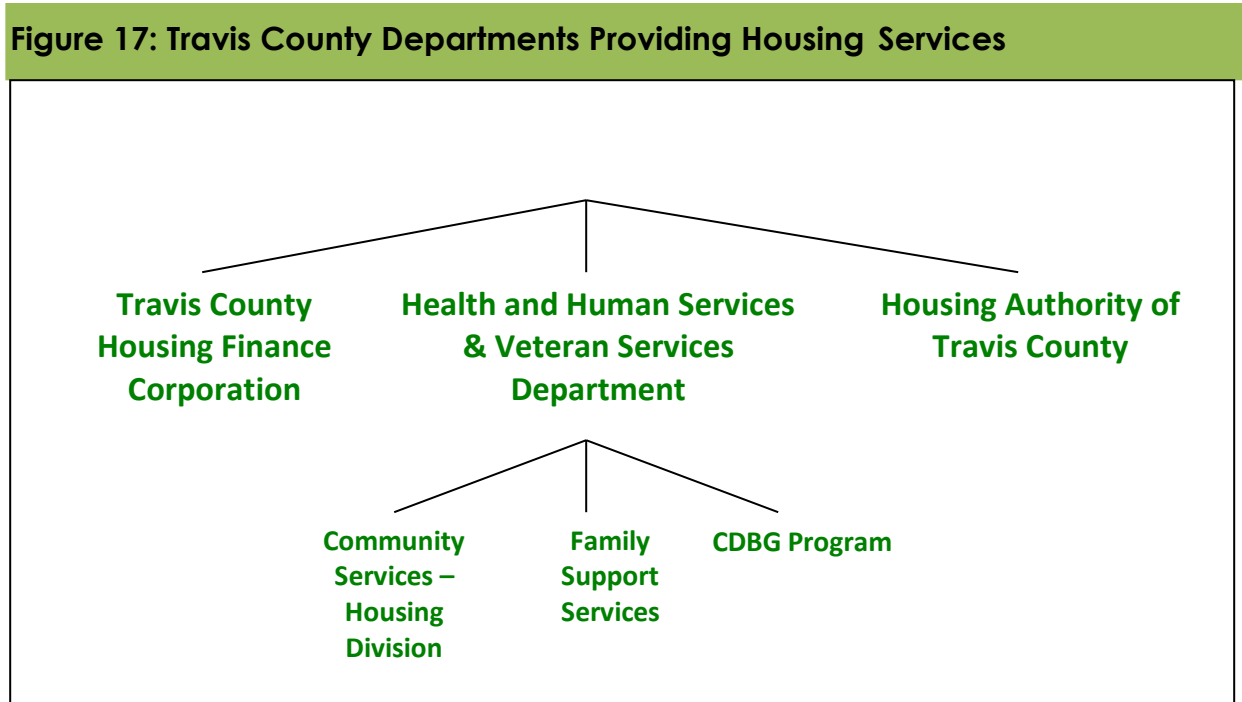 Figure 17: Travis County Departments Providing Housing Services
Travis County
Housing Finance
Corporation
Health and Human Services
& Veteran Services
Department
Housing Authority of
Travis County
Community
Services –
Housing
Division
Family
Support
Services
CDBG Program